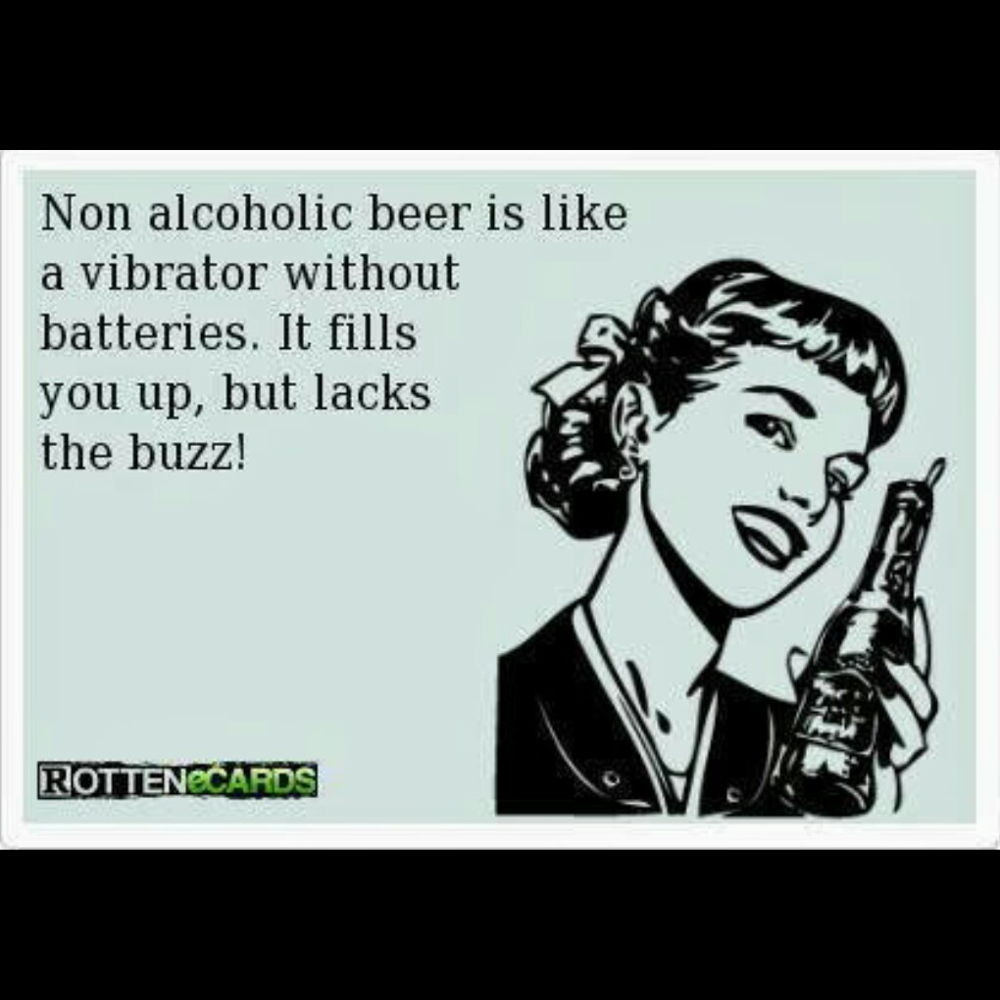 Non alcoholic beer is like
a vibrator without
batteries. It fills
you up, but lacks
the buzz!
ROTTENeCARDS